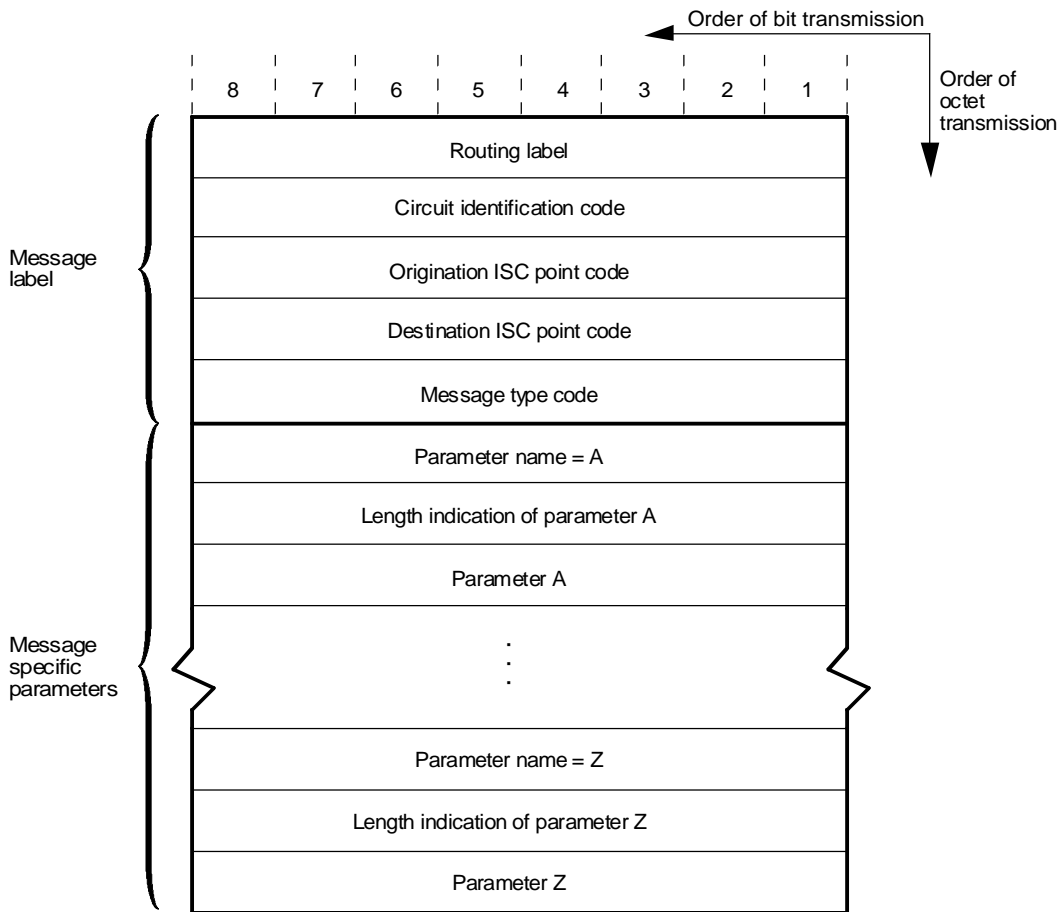 Order of bit transmission
Order of
octet
transmission
8 7 6 5 4 3 2 1
Message
label
Routing label
Circuit identification code
Origination ISC point code
Destination ISC point code
Message type code
Message
specific
parameters
Parameter name = A
Length indication of parameter A
Parameter A
.
.
.
Parameter name = Z
Length indication of parameter Z
Parameter Z